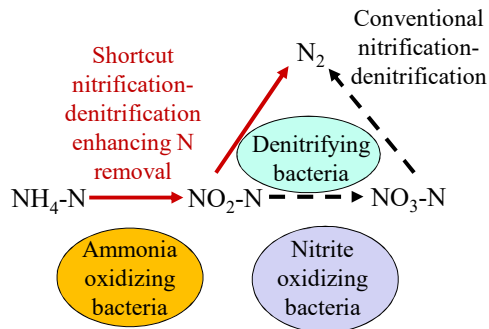 Conventional
nitrification-
denitrification
N₂
Shortcut
nitrification-
denitrification
enhancing N
removal
Denitrifying
bacteria
NH₄-N
NO₂-N
NO₃-N
Ammonia
oxidizing
bacteria
Nitrite
oxidizing
bacteria